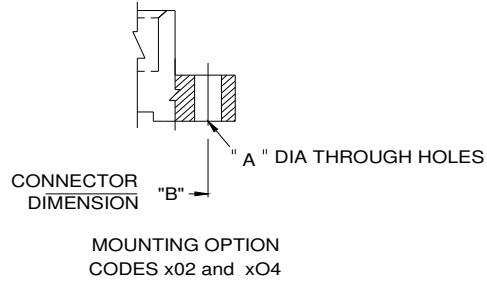 " A " DIA THROUGH HOLES
CONNECTOR
DIMENSION "B"
MOUNTING OPTION
CODES x02 and xO4